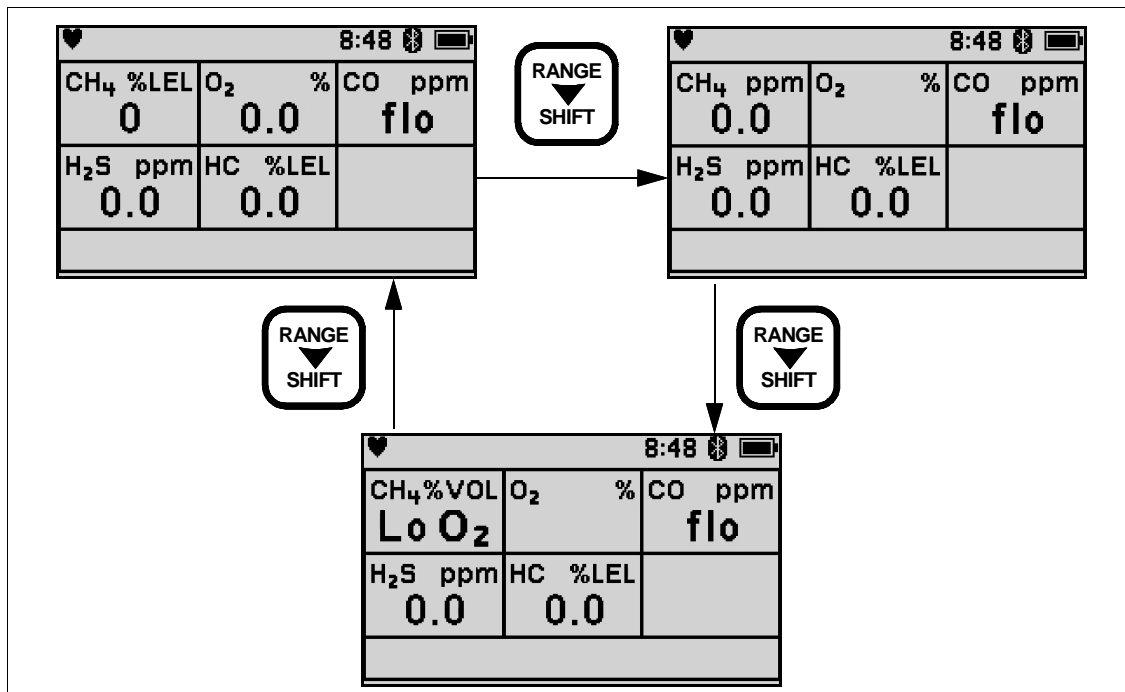 8:48
CH₄ %LEL O₂ % CO ppm
0 0.0 flo
H₂S ppm HC %LEL
0.0 0.0
RANGE
SHIFT
8:48
CH₄ ppm O₂ % CO ppm
0.0 flo
H₂S ppm HC %LEL
0.0 0.0
RANGE
SHIFT
RANGE
SHIFT
8:48
CH₄%VOL O₂ % CO ppm
Lo O₂ flo
H₂S ppm HC %LEL
0.0 0.0